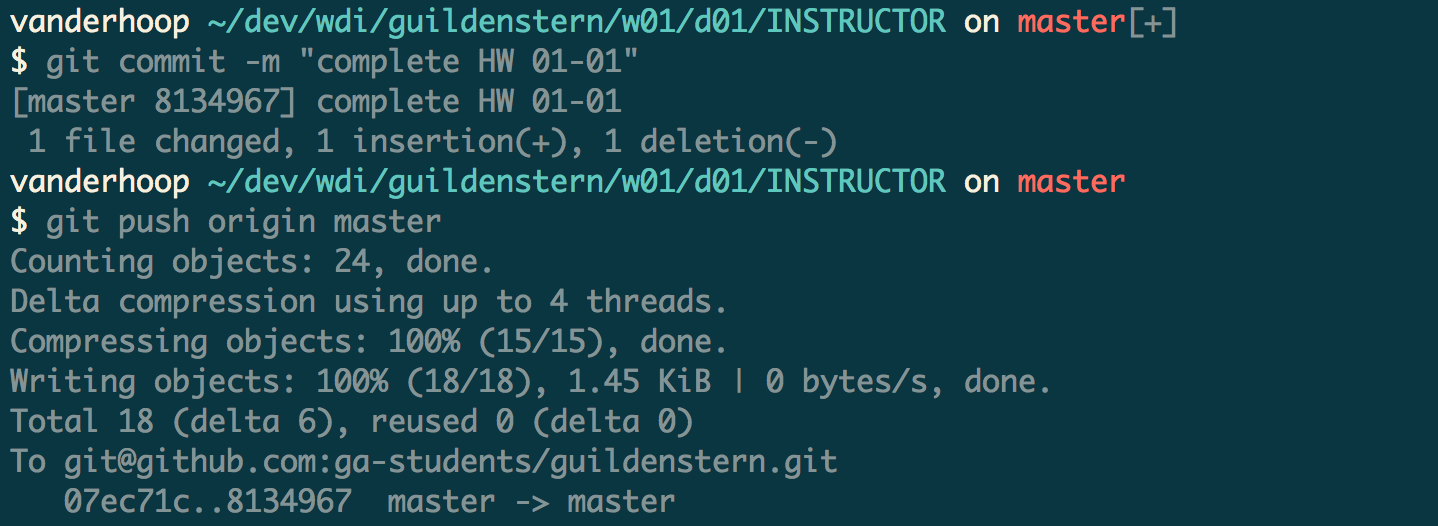 vanderhoop ~/dev/wdi/guildenstern/w01/d01/INSTRUCTOR on master[+]
$ git commit -m "complete HW 01-01"
[master 8134967] complete HW 01-01
 1 file changed, 1 insertion(+), 1 deletion(-)
vanderhoop ~/dev/wdi/guildenstern/w01/d01/INSTRUCTOR on master
$ git push origin master
Counting objects: 24, done.
Delta compression using up to 4 threads.
Compressing objects: 100% (15/15), done.
Writing objects: 100% (18/18), 1.45 KiB | 0 bytes/s, done.
Total 18 (delta 6), reused 0 (delta 0)
To git@github.com:ga-students/guildenstern.git
   07ec71c..8134967  master -> master